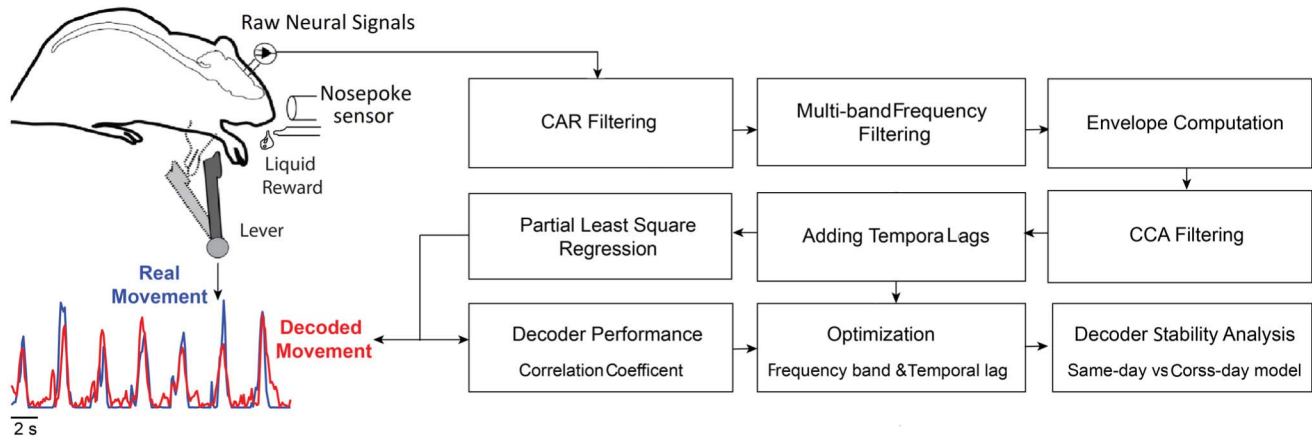 Raw Neural Signals
Nosepoke
sensor
Liquid
Reward
Lever
Real
Movement
Decoded
Movement
2 s
CAR Filtering
Multi-band Frequency
Filtering
Envelope Computation
CCA Filtering
Adding Tempora Lags
Partial Least Square
Regression
Decoder Performance
Correlation Coefficent
Optimization
Frequency band & Temporal lag
Decoder Stability Analysis
Same-day vs Corss-day model